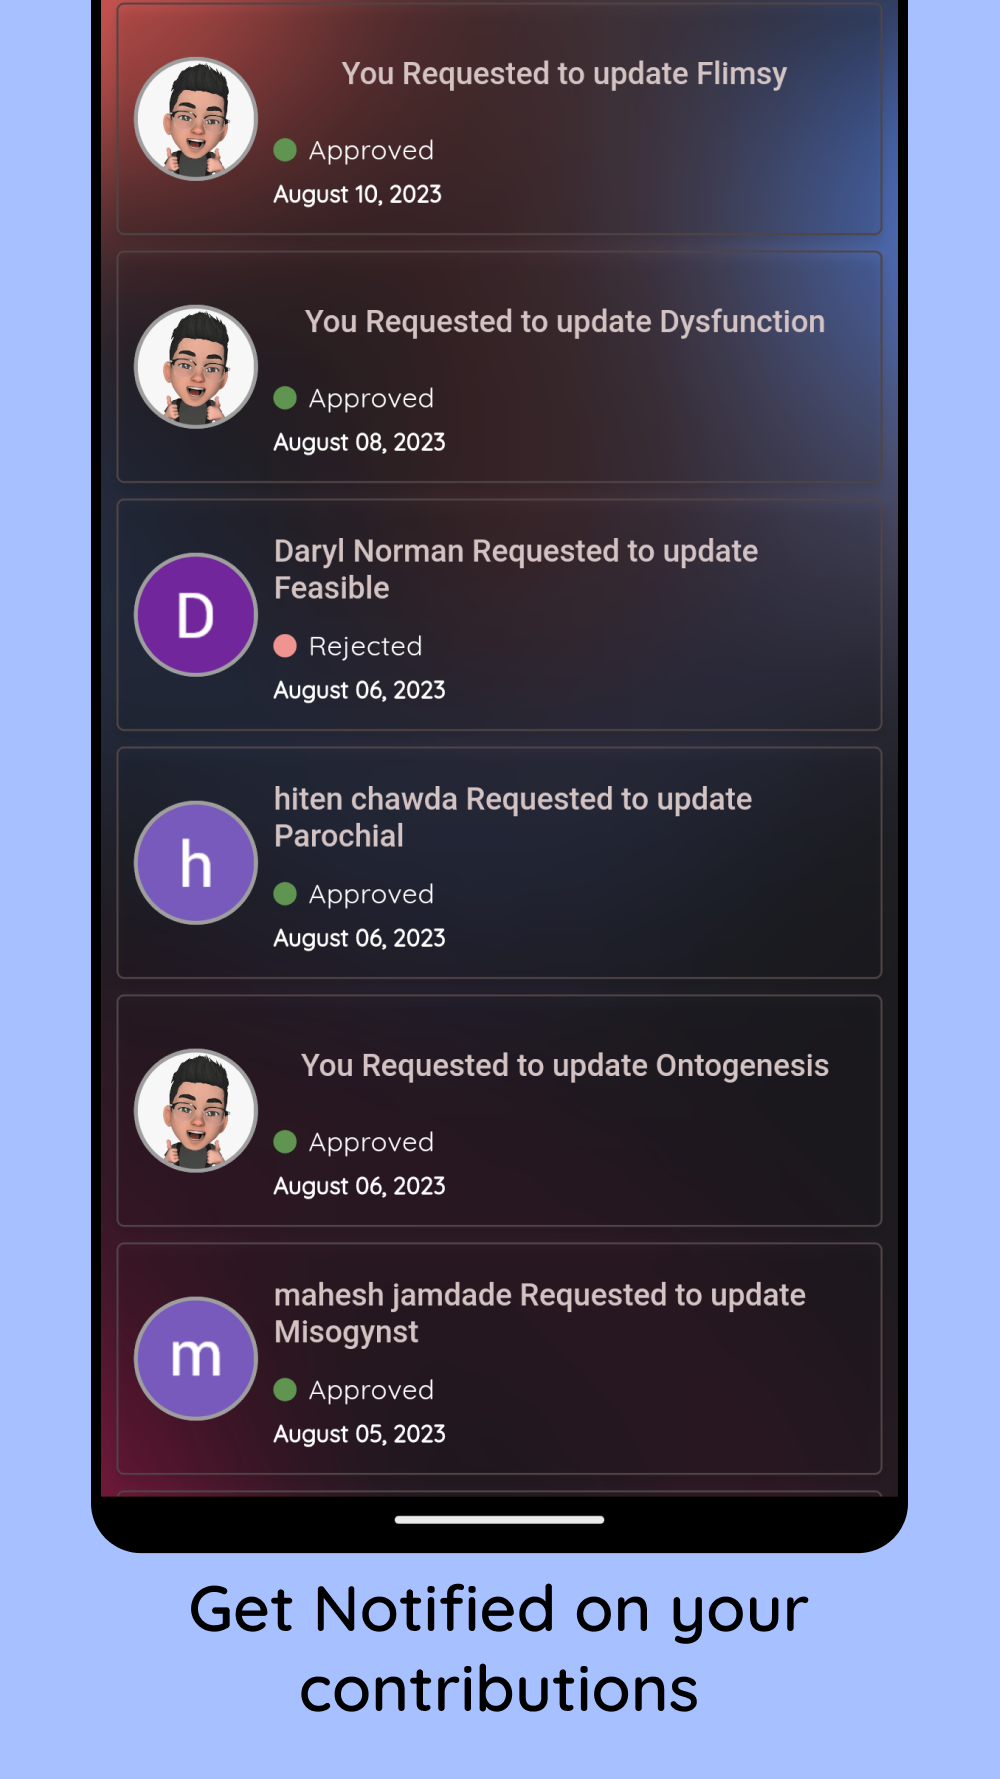 You Requested to update Flimsy
Approved
August 10, 2023
You Requested to update Dysfunction
Approved
August 08, 2023
D
Daryl Norman Requested to update
Feasible
Rejected
August 06, 2023
h
hiten chawda Requested to update
Parochial
Approved
August 06, 2023
You Requested to update Ontogenesis
Approved
August 06, 2023
m
mahesh jamdade Requested to update
Misogynst
Approved
August 05, 2023
Get Notified on your
contributions